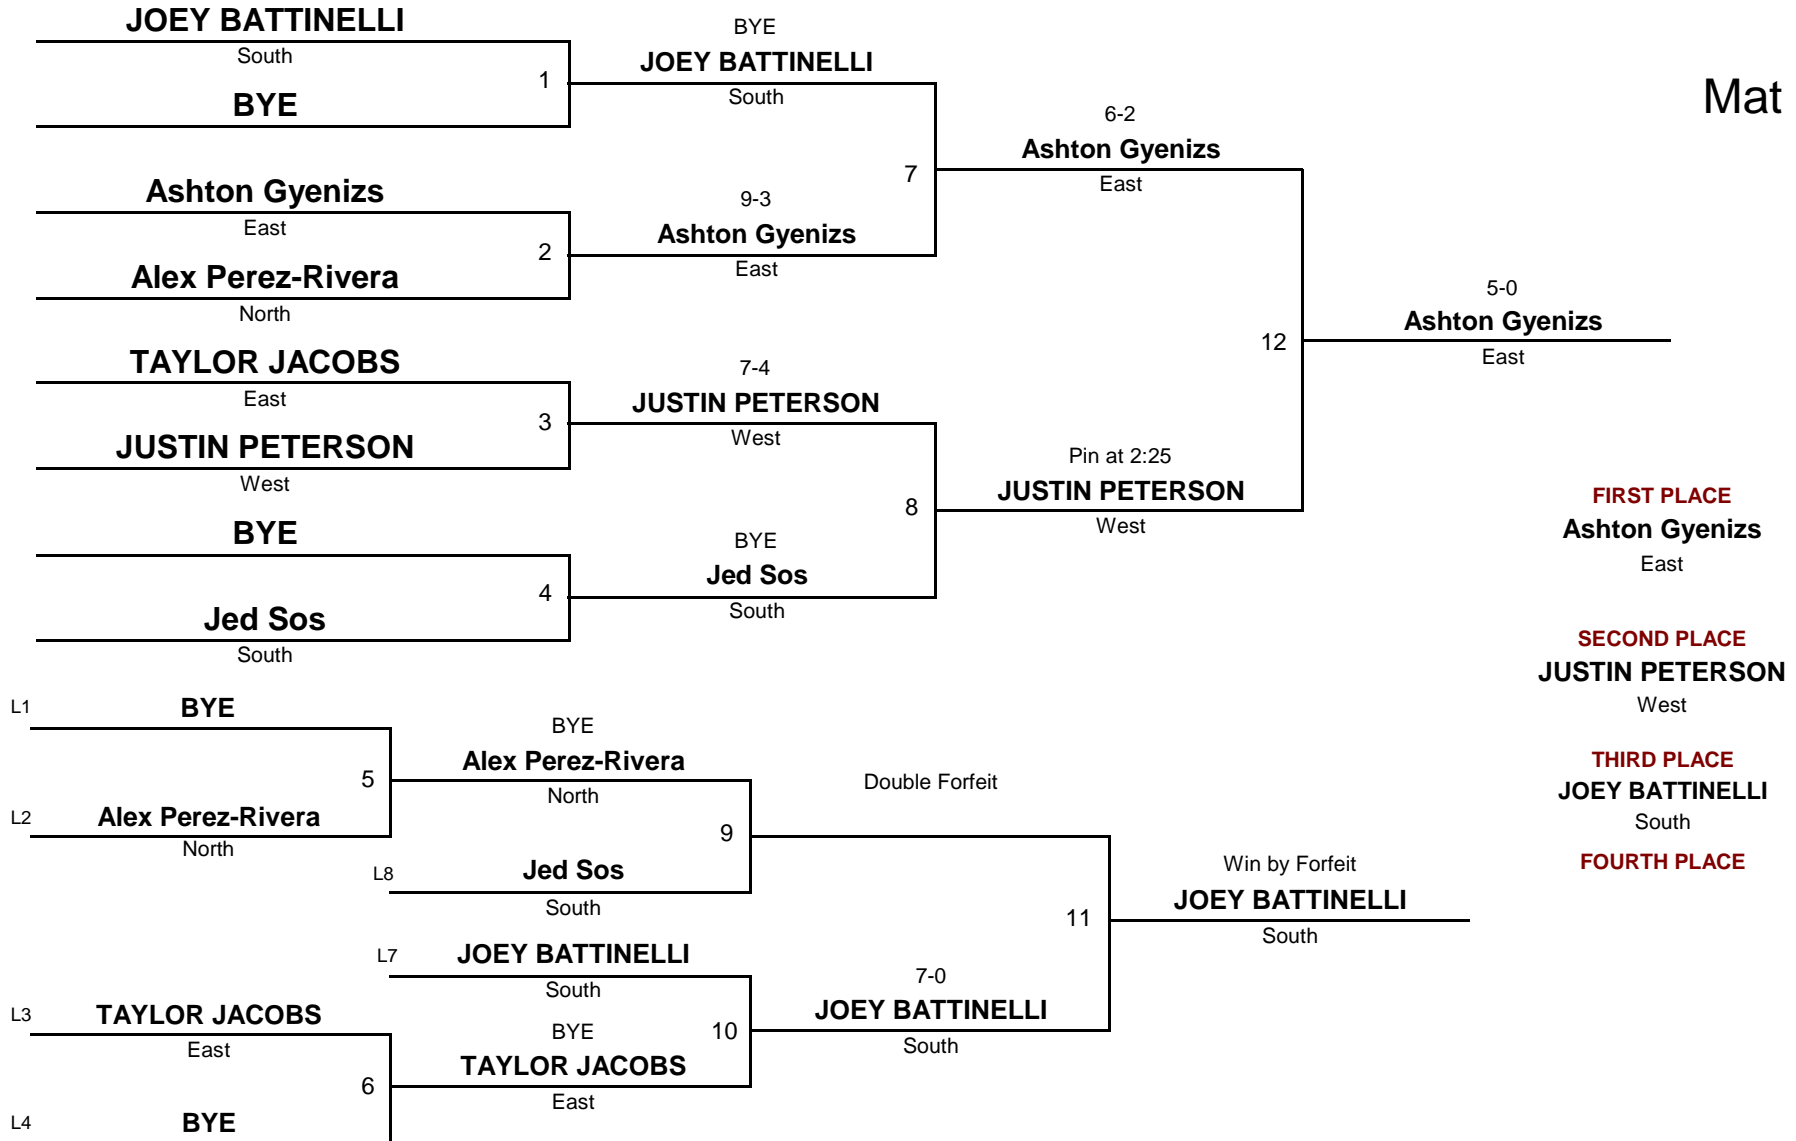 JOEY BATTINELLI
South
1
BYE
BYE
JOEY BATTINELLI
South
Mat
Ashton Gyenizs
East
2
Alex Perez-Rivera
North
9-3
Ashton Gyenizs
East
7
6-2
Ashton Gyenizs
East
TAYLOR JACOBS
East
3
JUSTIN PETERSON
West
7-4
JUSTIN PETERSON
West
12
5-0
Ashton Gyenizs
East
BYE
4
Jed Sos
South
BYE
Jed Sos
South
8
Pin at 2:25
JUSTIN PETERSON
West
FIRST PLACE
Ashton Gyenizs
East
SECOND PLACE
JUSTIN PETERSON
West
THIRD PLACE
JOEY BATTINELLI
South
FOURTH PLACE
L1
BYE
5
L2
Alex Perez-Rivera
North
BYE
Alex Perez-Rivera
North
9
L8
Jed Sos
South
Double Forfeit
11
Win by Forfeit
JOEY BATTINELLI
South
L7
JOEY BATTINELLI
South
10
7-0
JOEY BATTINELLI
South
L3
TAYLOR JACOBS
East
6
BYE
TAYLOR JACOBS
East
L4
BYE